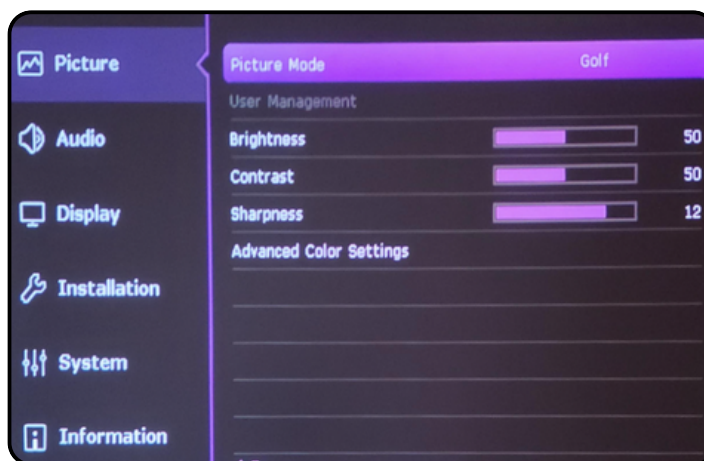 Picture
Audio
Display
Installation
System
Information
Picture Mode Golf
User Management
Brightness 50
Contrast 50
Sharpness 12
Advanced Color Settings